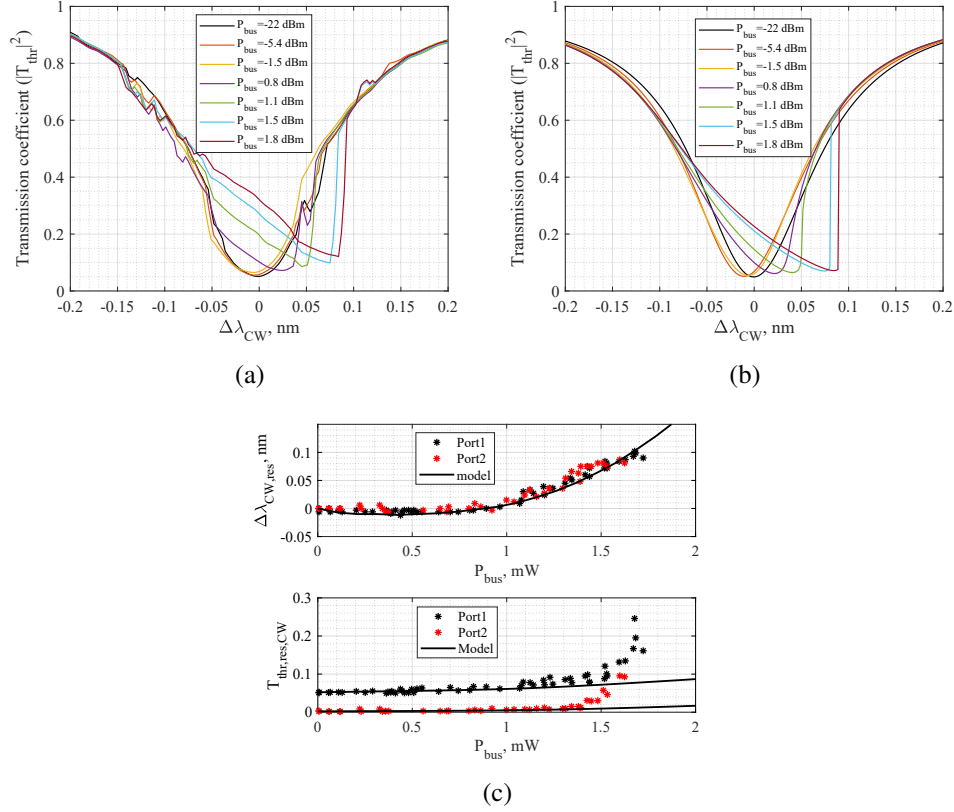 Transmission coefficient (|T_thr|^2)
1
0.8
0.6
0.4
0.2
0
P_bus=-22 dBm
P_bus=-5.4 dBm
P_bus=-1.5 dBm
P_bus=0.8 dBm
P_bus=1.1 dBm
P_bus=1.5 dBm
P_bus=1.8 dBm
-0.2 -0.15 -0.1 -0.05 0 0.05 0.1 0.15 0.2
Δλ_CW, nm
(a)
Transmission coefficient (|T_thr|^2)
1
0.8
0.6
0.4
0.2
0
P_bus=-22 dBm
P_bus=-5.4 dBm
P_bus=-1.5 dBm
P_bus=0.8 dBm
P_bus=1.1 dBm
P_bus=1.5 dBm
P_bus=1.8 dBm
-0.2 -0.15 -0.1 -0.05 0 0.05 0.1 0.15 0.2
Δλ_CW, nm
(b)
Δλ_CW,res, nm
0.1
0.05
0
-0.05
Port1
Port2
model
0 0.5 1 1.5 2
P_bus, mW
T_thr,res,CW
0.3
0.2
0.1
0
Port1
Port2
Model
0 0.5 1 1.5 2
P_bus, mW
(c)